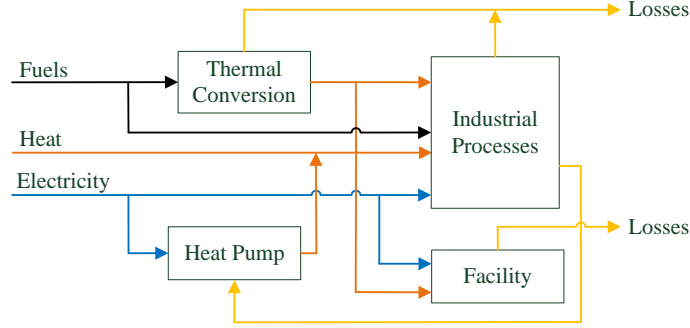 Losses
Fuels
Thermal
Conversion
Industrial
Processes
Heat
Electricity
Heat Pump
Facility
Losses